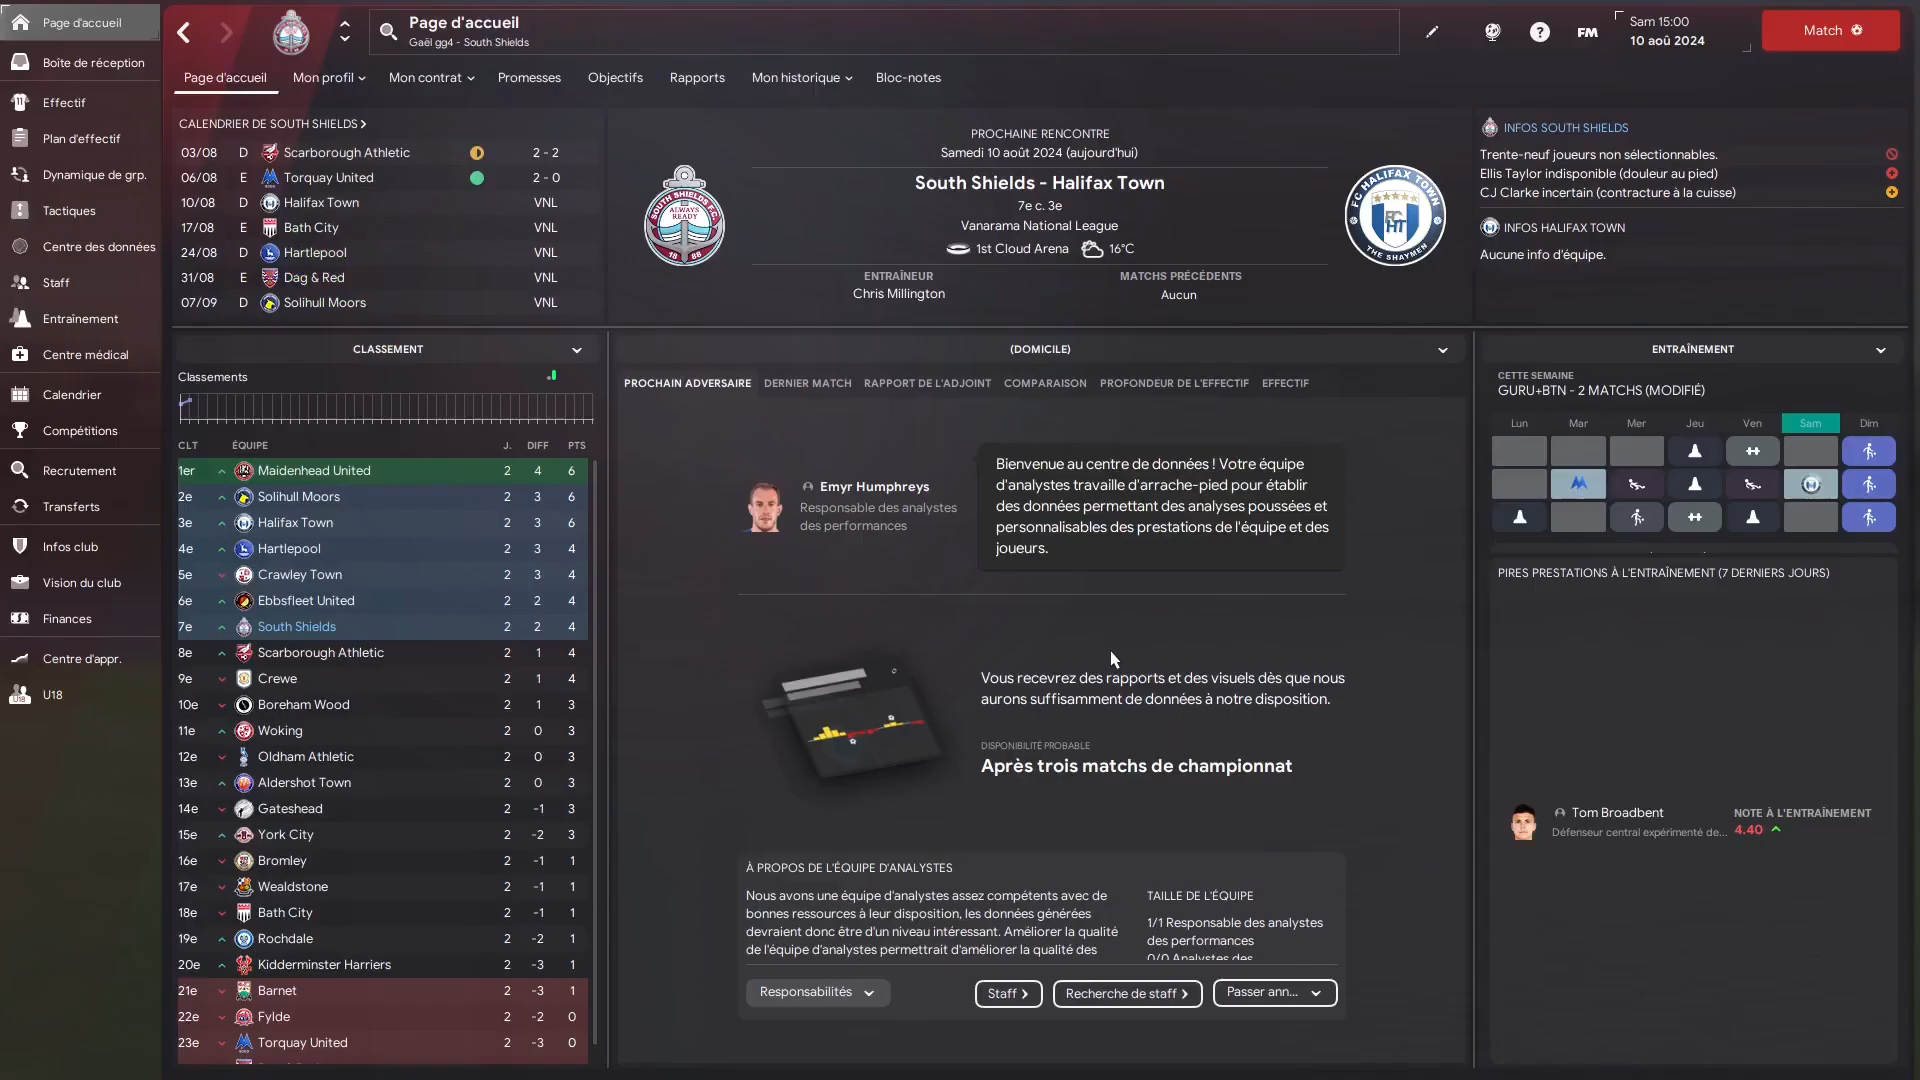 Page d'accueil
Boîte de réception
Effectif
Plan d'effectif
Dynamique de grp.
Tactiques
Centre des données
Staff
Entraînement
Centre médical
Calendrier
Compétitions
Recrutement
Transferts
Infos club
Vision du club
Finances
Centre d'appr.
U18
Page d'accueil
Gaël gg4 - South Shields
FM
Sam 15:00
10 aoû 2024
Match
Page d'accueil Mon profil Mon contrat Promesses Objectifs Rapports Mon historique Bloc-notes
CALENDRIER DE SOUTH SHIELDS
03/08 D Scarborough Athletic 2 - 2
06/08 E Torquay United 2 - 0
10/08 D Halifax Town VNL
17/08 E Bath City VNL
24/08 D Hartlepool VNL
31/08 E Dag & Red VNL
07/09 D Solihull Moors VNL
SOUTH SHIELDS F.C.
ALWAYS READY
1888
PROCHAINE RENCONTRE
Samedi 10 août 2024 (aujourd'hui)
South Shields - Halifax Town
7e c. 3e
Vanarama National League
1st Cloud Arena 16°C
ENTRAÎNEUR
Chris Millington
MATCHS PRÉCÉDENTS
Aucun
FC HALIFAX TOWN
THE SHAYMEN
INFOS SOUTH SHIELDS
Trente-neuf joueurs non sélectionnables.
Ellis Taylor indisponible (douleur au pied)
CJ Clarke incertain (contracture à la cuisse)
INFOS HALIFAX TOWN
Aucune info d'équipe.
CLASSEMENT
Classements
CLT ÉQUIPE J. DIFF PTS
1er Maidenhead United 2 4 6
2e Solihull Moors 2 3 6
3e Halifax Town 2 3 6
4e Hartlepool 2 3 4
5e Crawley Town 2 3 4
6e Ebbsfleet United 2 2 4
7e South Shields 2 2 4
8e Scarborough Athletic 2 1 4
9e Crewe 2 1 4
10e Boreham Wood 2 1 3
11e Woking 2 0 3
12e Oldham Athletic 2 0 3
13e Aldershot Town 2 0 3
14e Gateshead 2 -1 3
15e York City 2 -2 3
16e Bromley 2 -1 1
17e Wealdstone 2 -1 1
18e Bath City 2 -1 1
19e Rochdale 2 -2 1
20e Kidderminster Harriers 2 -3 1
21e Barnet 2 -3 1
22e Fylde 2 -2 0
23e Torquay United 2 -3 0
(DOMICILE)
PROCHAIN ADVERSAIRE DERNIER MATCH RAPPORT DE L'ADJOINT COMPARAISON PROFONDEUR DE L'EFFECTIF EFFECTIF
Emyr Humphreys
Responsable des analystes
des performances
Bienvenue au centre de données ! Votre équipe
d'analystes travaille d'arrache-pied pour établir
des données permettant des analyses poussées et
personnalisables des prestations de l'équipe et des
joueurs.
Vous recevrez des rapports et des visuels dès que nous
aurons suffisamment de données à notre disposition.
DISPONIBILITÉ PROBABLE
Après trois matchs de championnat
À PROPOS DE L'ÉQUIPE D'ANALYSTES
Nous avons une équipe d'analystes assez compétents avec de
bonnes ressources à leur disposition, les données générées
devraient donc être d'un niveau intéressant. Améliorer la qualité
de l'équipe d'analystes permettrait d'améliorer la qualité des
TAILLE DE L'ÉQUIPE
1/1 Responsable des analystes
des performances
0/0 Analystes des
Responsabilités Staff Recherche de staff Passer ann...
ENTRAÎNEMENT
CETTE SEMAINE
GURU+BTN - 2 MATCHS (MODIFIÉ)
Lun Mar Mer Jeu Ven Sam Dim
PIRES PRESTATIONS À L'ENTRAÎNEMENT (7 DERNIERS JOURS)
Tom Broadbent
Défenseur central expérimenté de...
NOTE À L'ENTRAÎNEMENT
4.40